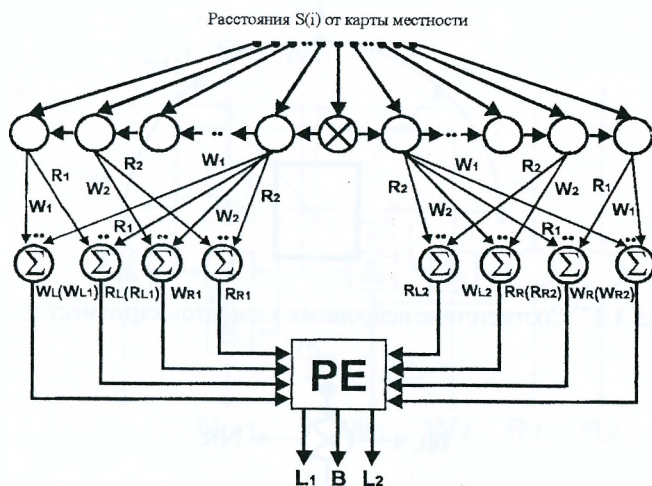 Расстояния S(i) от карты местности
R1 R2 W1 W1 R2 R1
W1 W2 R1 W2 R2 R2 W2 R1 W2 W1
Σ Σ Σ Σ Σ Σ Σ Σ
WL(WL1) RL(RL1) WR1 RR1 RL2 WL2 RR(RR2) WR(WR2)
PE
L1 B L2